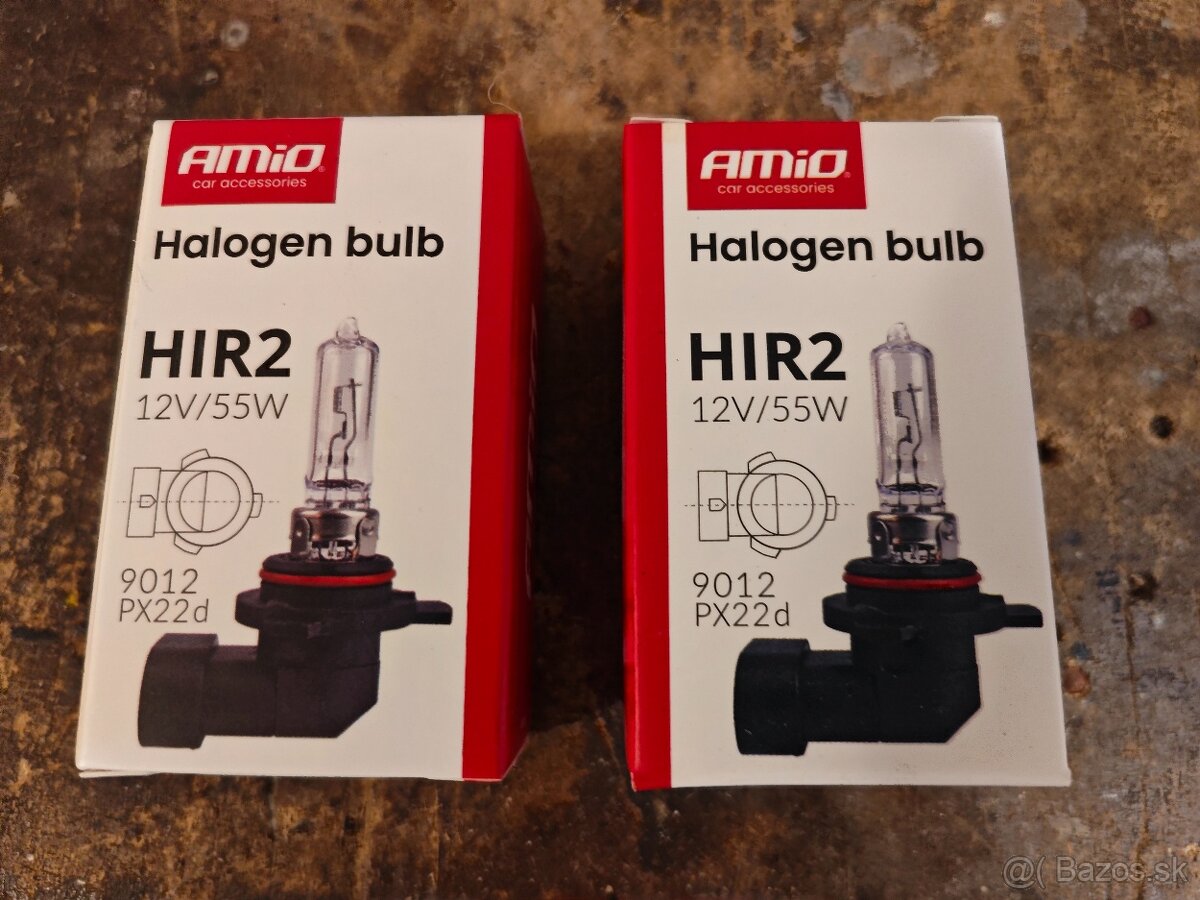 AMiO
car accessories
Halogen bulb
HIR2
12V/55W
9012
PX22d
AMiO
car accessories
Halogen bulb
HIR2
12V/55W
9012
PX22d
@( Bazos.sk